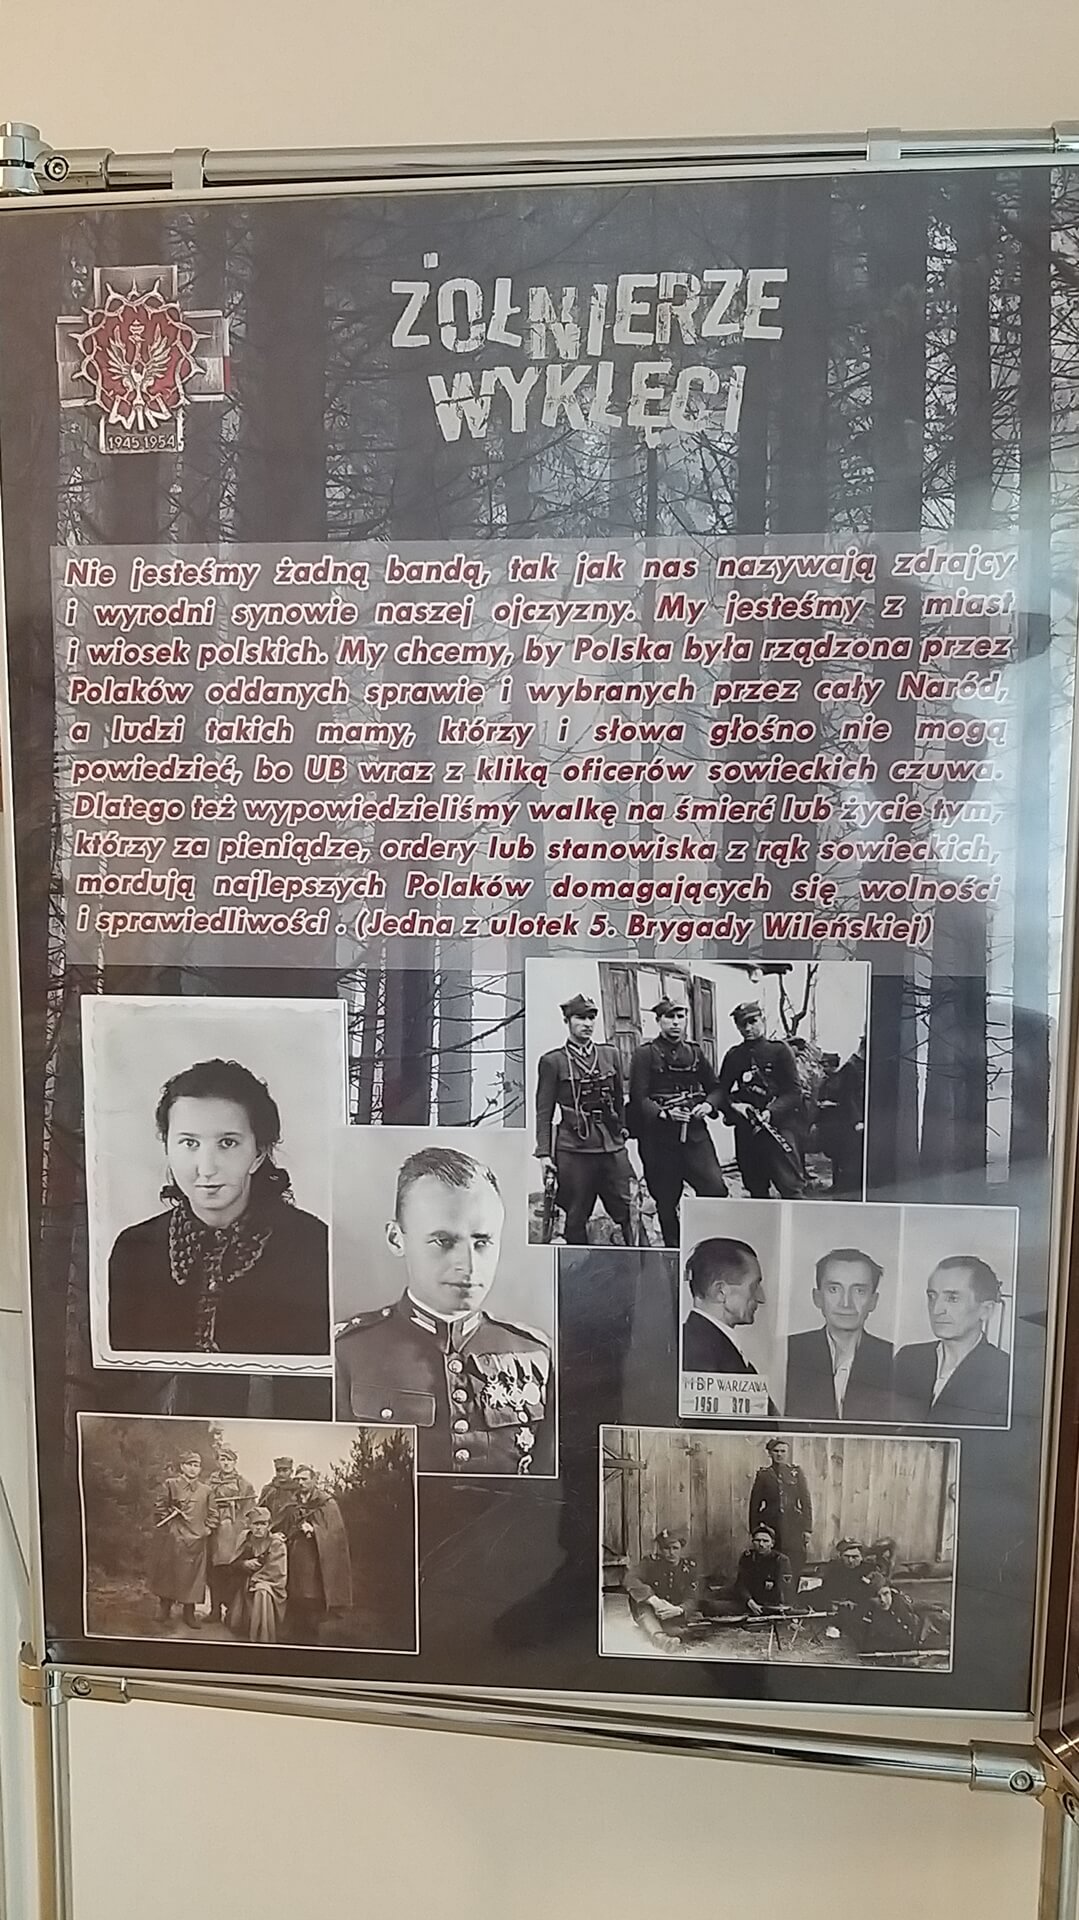 ŻOŁNIERZE
WYKLĘCI
WiN
1945 1954
Nie jesteśmy żadną bandą, tak jak nas nazywają zdrajcy
i wyrodni synowie naszej ojczyzny. My jesteśmy z miast
i wiosek polskich. My chcemy, by Polska była rządzona przez
Polaków oddanych sprawie i wybranych przez cały Naród,
a ludzi takich mamy, którzy i słowa głośno nie mogą
powiedzieć, bo UB wraz z kliką oficerów sowieckich czuwa.
Dlatego też wypowiedzieliśmy walkę na śmierć lub życie tym,
którzy za pieniądze, ordery lub stanowiska z rąk sowieckich,
mordują najlepszych Polaków domagających się wolności
i sprawiedliwości . (Jedna z ulotek 5. Brygady Wileńskiej)
MBP WARSZAWA
1950 370